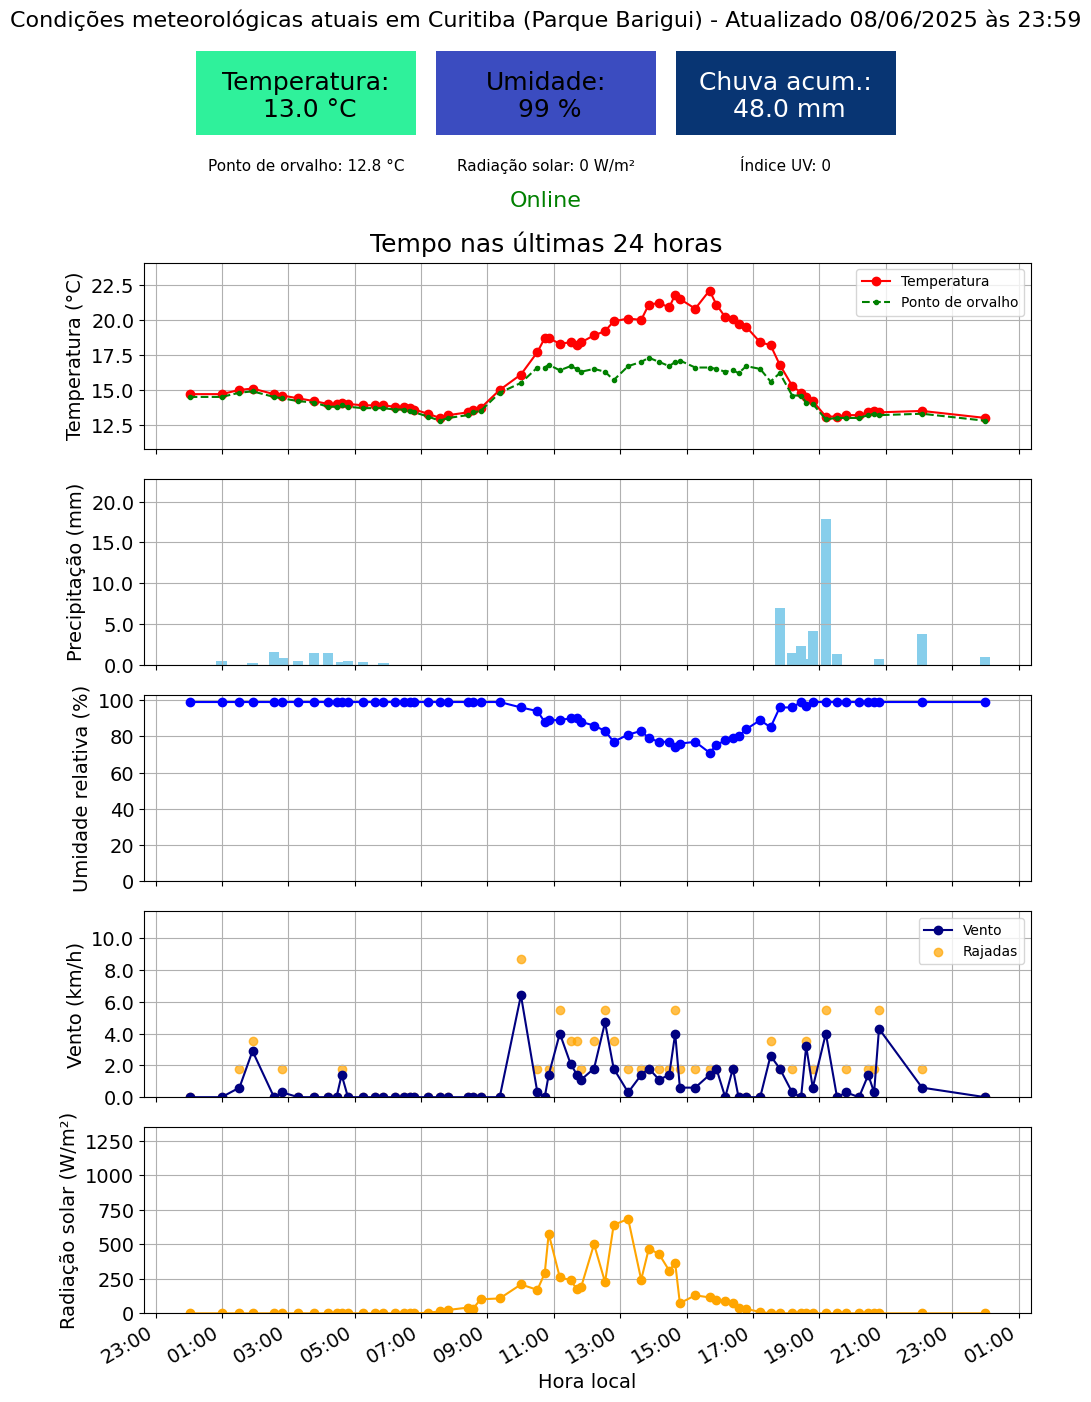 Condições meteorológicas atuais em Curitiba (Parque Barigui) - Atualizado 08/06/2025 às 23:59
Temperatura:
13.0 °C
Umidade:
99 %
Chuva acum.:
48.0 mm
Ponto de orvalho: 12.8 °C
Radiação solar: 0 W/m²
Índice UV: 0
Online
Tempo nas últimas 24 horas
Temperatura (°C)
22.5
20.0
17.5
15.0
12.5
Temperatura
Ponto de orvalho
Precipitação (mm)
20.0
15.0
10.0
5.0
0.0
Umidade relativa (%)
100
80
60
40
20
0
Vento (km/h)
10.0
8.0
6.0
4.0
2.0
0.0
Vento
Rajadas
Radiação solar (W/m²)
1250
1000
750
500
250
0
23:00 01:00 03:00 05:00 07:00 09:00 11:00 13:00 15:00 17:00 19:00 21:00 23:00 01:00
Hora local